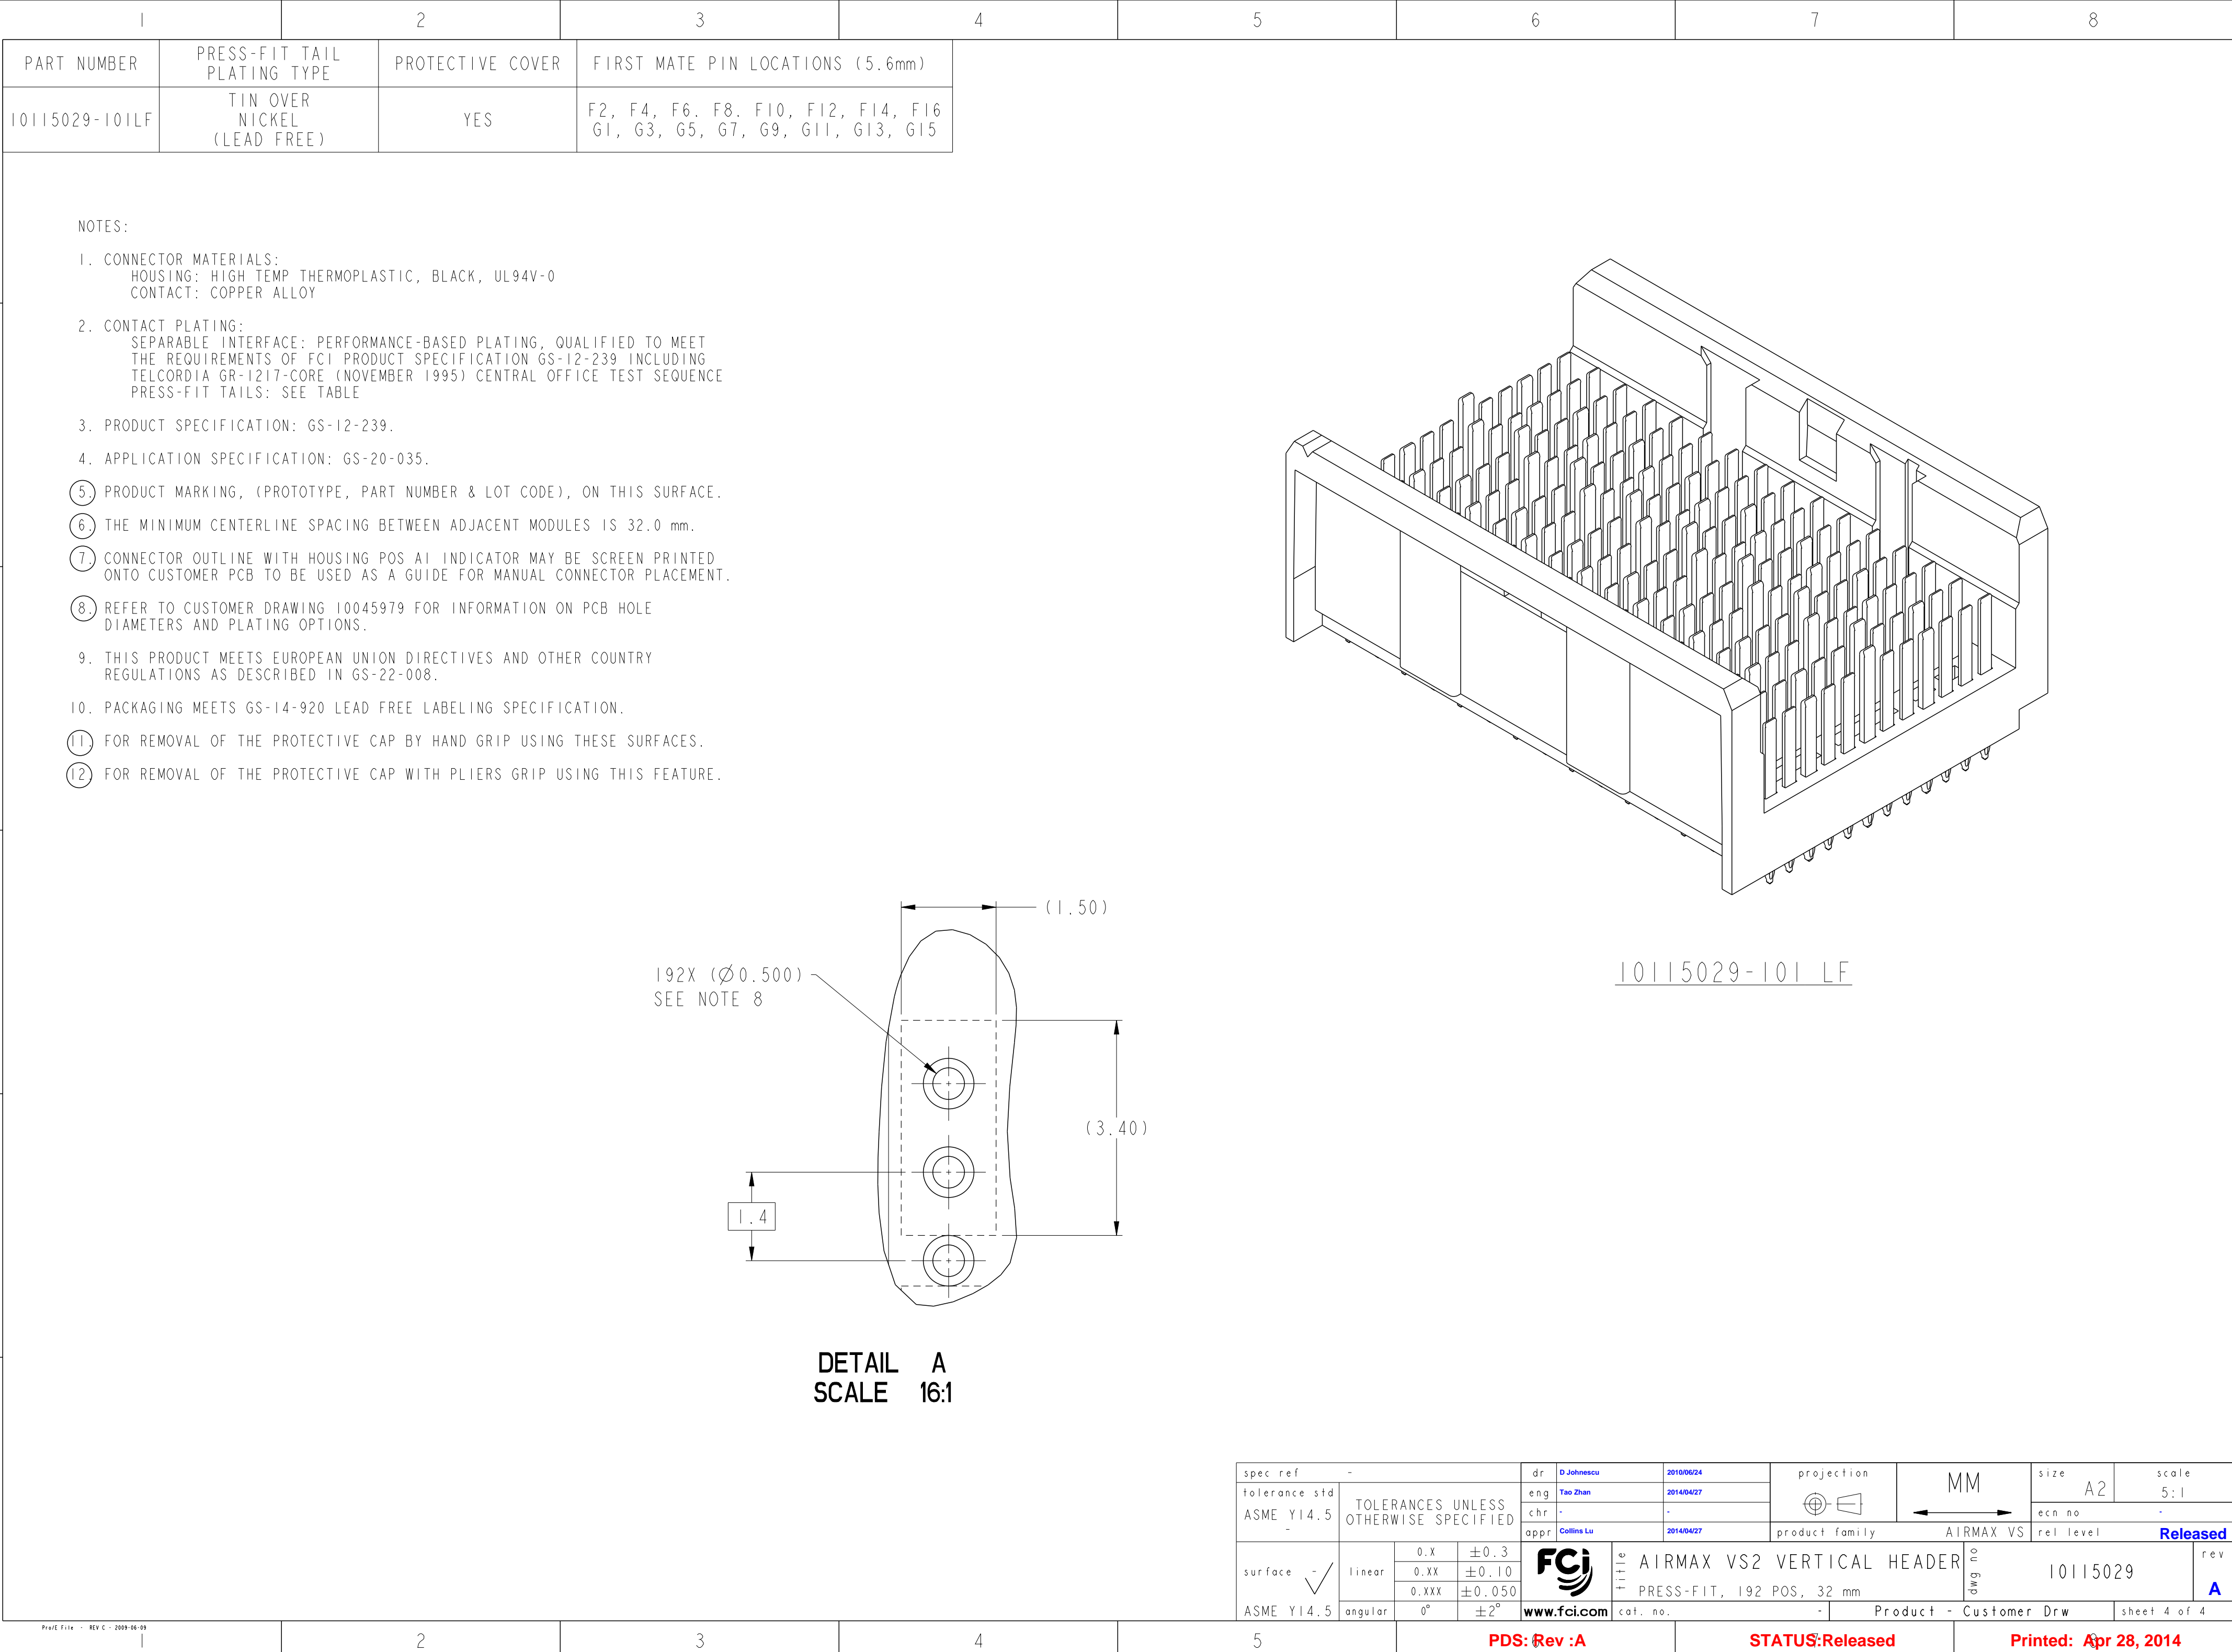 1 2 3 4 5 6 7 8
PART NUMBER
PRESS-FIT TAIL
PLATING TYPE
PROTECTIVE COVER
FIRST MATE PIN LOCATIONS (5.6mm)
10115029-101LF
TIN OVER
NICKEL
(LEAD FREE)
YES
F2, F4, F6. F8. F10, F12, F14, F16
G1, G3, G5, G7, G9, G11, G13, G15
NOTES:
1. CONNECTOR MATERIALS:
HOUSING: HIGH TEMP THERMOPLASTIC, BLACK, UL94V-0
CONTACT: COPPER ALLOY
2. CONTACT PLATING:
SEPARABLE INTERFACE: PERFORMANCE-BASED PLATING, QUALIFIED TO MEET
THE REQUIREMENTS OF FCI PRODUCT SPECIFICATION GS-12-239 INCLUDING
TELCORDIA GR-1217-CORE (NOVEMBER 1995) CENTRAL OFFICE TEST SEQUENCE
PRESS-FIT TAILS: SEE TABLE
3. PRODUCT SPECIFICATION: GS-12-239.
4. APPLICATION SPECIFICATION: GS-20-035.
5. PRODUCT MARKING, (PROTOTYPE, PART NUMBER & LOT CODE), ON THIS SURFACE.
6. THE MINIMUM CENTERLINE SPACING BETWEEN ADJACENT MODULES IS 32.0 mm.
7. CONNECTOR OUTLINE WITH HOUSING POS A1 INDICATOR MAY BE SCREEN PRINTED
ONTO CUSTOMER PCB TO BE USED AS A GUIDE FOR MANUAL CONNECTOR PLACEMENT.
8. REFER TO CUSTOMER DRAWING 10045979 FOR INFORMATION ON PCB HOLE
DIAMETERS AND PLATING OPTIONS.
9. THIS PRODUCT MEETS EUROPEAN UNION DIRECTIVES AND OTHER COUNTRY
REGULATIONS AS DESCRIBED IN GS-22-008.
10. PACKAGING MEETS GS-14-920 LEAD FREE LABELING SPECIFICATION.
11. FOR REMOVAL OF THE PROTECTIVE CAP BY HAND GRIP USING THESE SURFACES.
12. FOR REMOVAL OF THE PROTECTIVE CAP WITH PLIERS GRIP USING THIS FEATURE.
10115029-101 LF
(1.50)
192X (Ø0.500)
SEE NOTE 8
(3.40)
1.4
DETAIL A
SCALE 16:1
spec ref -
tolerance std
ASME Y14.5
-
TOLERANCES UNLESS
OTHERWISE SPECIFIED
dr D Johnescu 2010/06/24
eng Tao Zhan 2014/04/27
chr - -
appr Collins Lu 2014/04/27
projection
MM
size A2
scale 5:1
ecn no -
product family AIRMAX VS
rel level Released
surface -
ASME Y14.5
linear
0.X ±0.3
0.XX ±0.10
0.XXX ±0.050
angular 0° ±2°
FCi
www.fci.com
title AIRMAX VS2 VERTICAL HEADER
PRESS-FIT, 192 POS, 32 mm
dwg no 10115029
rev A
cat. no. -
Product - Customer Drw
sheet 4 of 4
Pro/E File - REV C - 2009-06-09
1 2 3 4 5 6 7 8
PDS: Rev :A
STATUS:Released
Printed: Apr 28, 2014